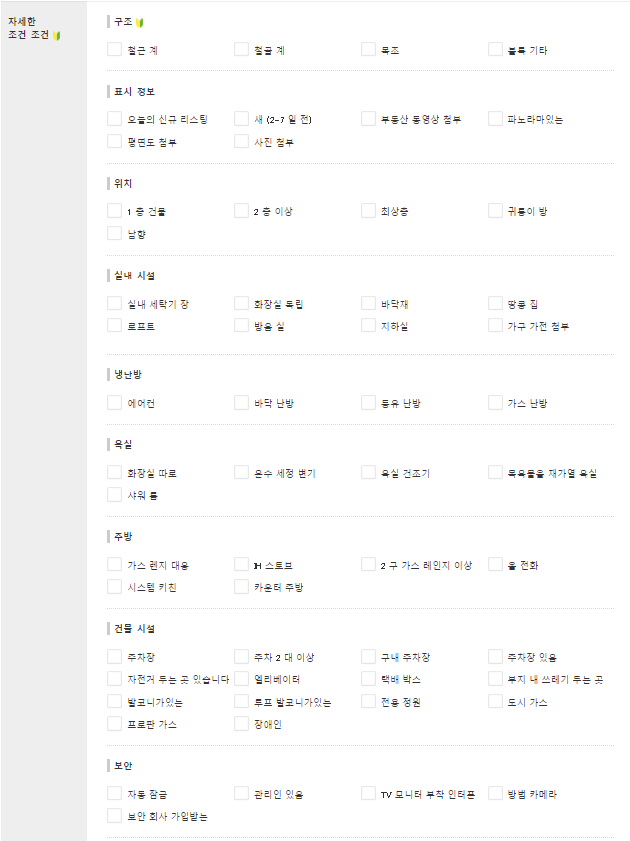 자세한
조건 조건
구조
철근 계
철골 계
목조
블록 기타
표시 정보
오늘의 신규 리스팅
새 (2-7 일 전)
부동산 동영상 첨부
파노라마있는
평면도 첨부
사진 첨부
위치
1 층 건물
2 층 이상
최상층
귀퉁이 방
남향
실내 시설
실내 세탁기 장
화장실 독립
바닥재
땅콩 집
로프트
방음 실
지하실
가구 가전 첨부
냉난방
에어컨
바닥 난방
등유 난방
가스 난방
욕실
화장실 따로
온수 세정 변기
욕실 건조기
목욕물을 재가열 욕실
샤워 룸
주방
가스 렌지 대응
IH 스토브
2 구 가스 레인지 이상
올 전화
시스템 키친
카운터 주방
건물 시설
주차장
주차 2 대 이상
구내 주차장
주차장 있음
자전거 두는 곳 있습니다
엘리베이터
택배 박스
부지 내 쓰레기 두는 곳
발코니가있는
루프 발코니가있는
전용 정원
도시 가스
프로판 가스
장애인
보안
자동 잠금
관리인 있음
TV 모니터 부착 인터폰
방범 카메라
보안 회사 가입받는